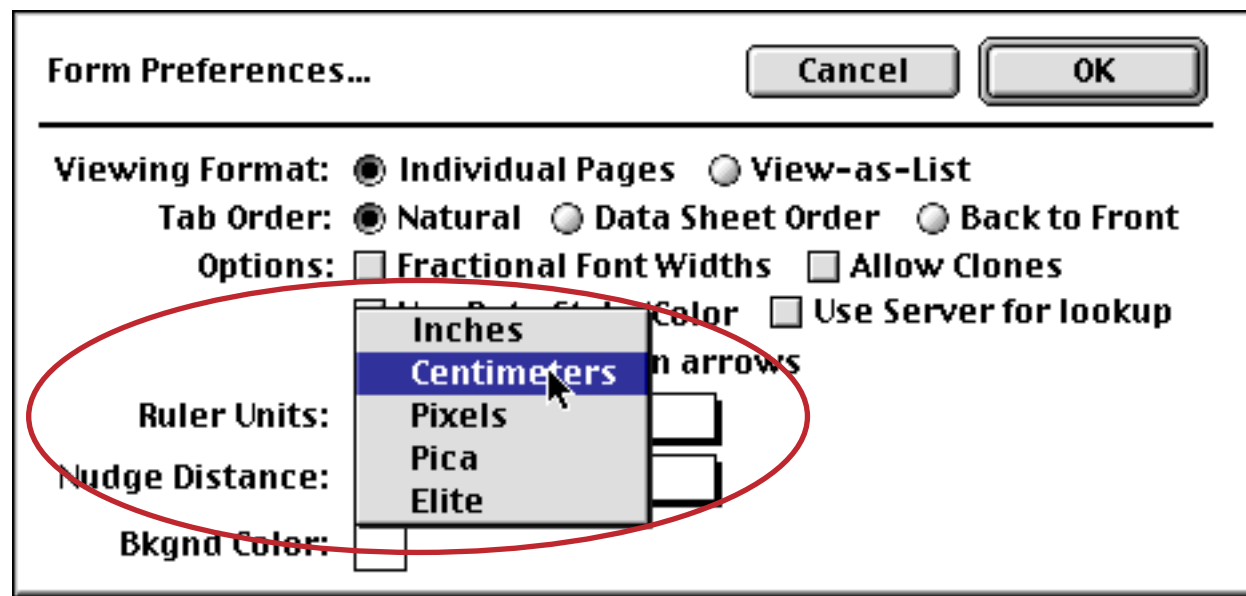 Form Preferences... Cancel OK
Viewing Format: Individual Pages View-as-List
Tab Order: Natural Data Sheet Order Back to Front
Options: Fractional Font Widths Allow Clones
Color Use Server for lookup
Inches
Centimeters
arrows
Ruler Units: Pixels
Pica
Nudge Distance:
Elite
Bkgnd Color: